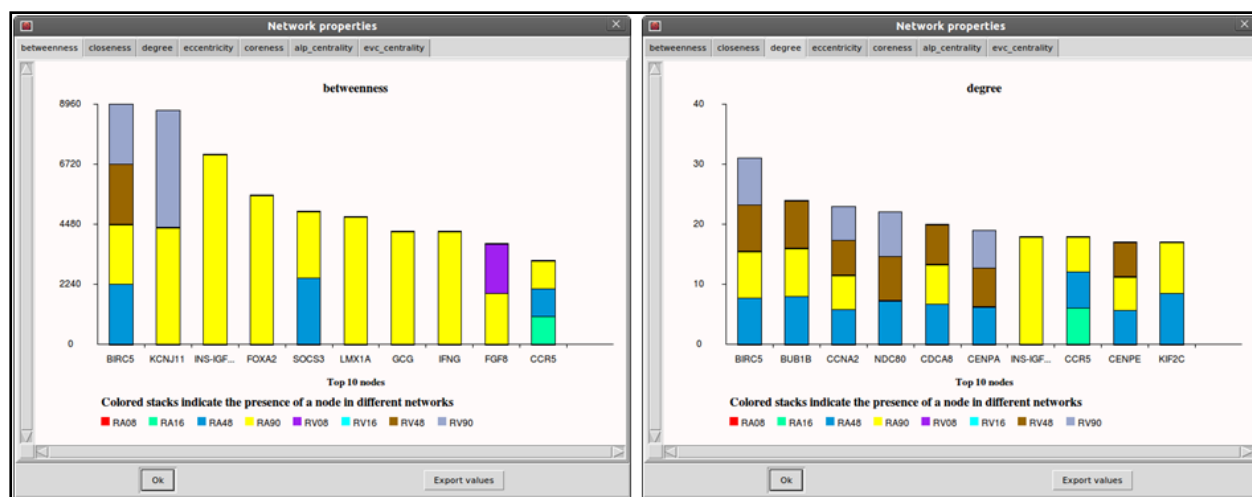 Network properties
betweenness closeness degree eccentricity coreness alp_centrality evc_centrality
betweenness
8960
6720
4480
2240
0
BIRC5 KCNJ11 INS-IGF... FOXA2 SOCS3 LMX1A GCG IFNG FGF8 CCR5
Top 10 nodes
Colored stacks indicate the presence of a node in different networks
RA08 RA16 RA48 RA90 RV08 RV16 RV48 RV90
Ok Export values
Network properties
betweenness closeness degree eccentricity coreness alp_centrality evc_centrality
degree
40
30
20
10
0
BIRC5 BUB1B CCNA2 NDC80 CDCA8 CENPA INS-IGF... CCR5 CENPE KIF2C
Top 10 nodes
Colored stacks indicate the presence of a node in different networks
RA08 RA16 RA48 RA90 RV08 RV16 RV48 RV90
Ok Export values